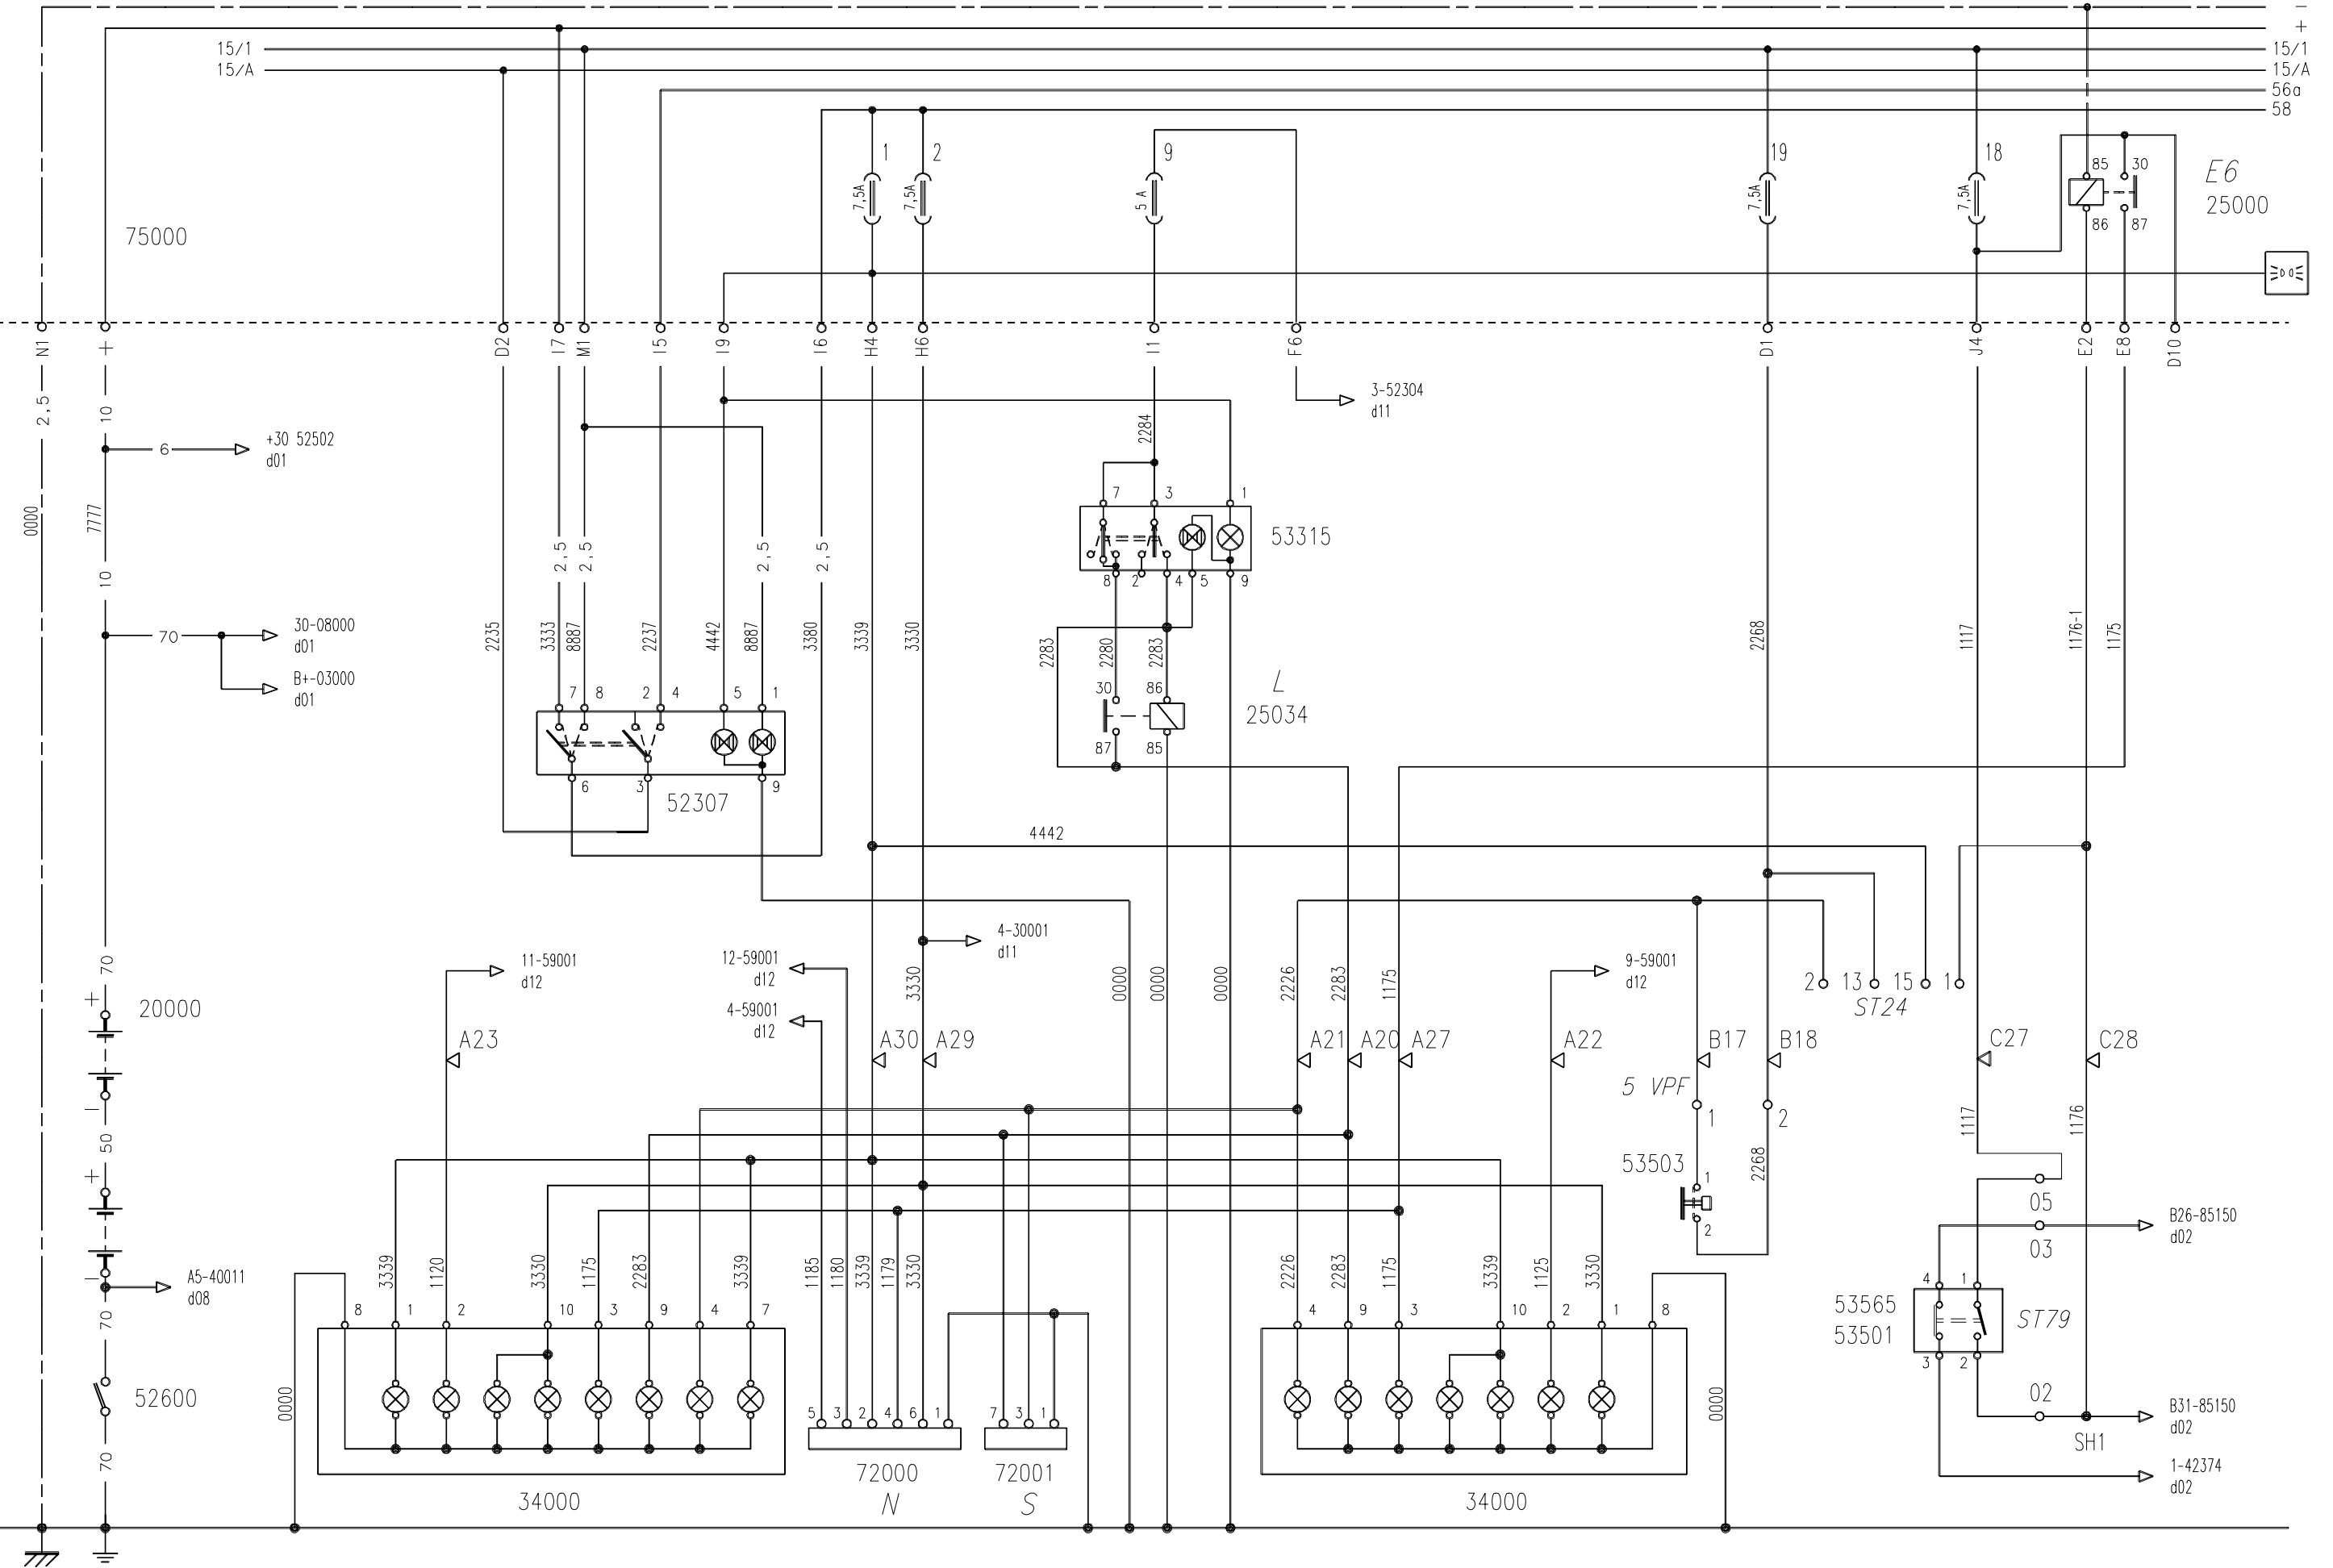 15/1
15/A
−
+
15/1
15/A
56a
58
1
2
9
19
18
7,5A
7,5A
5 A
7,5A
7,5A
85
30
86
87
E6
25000
75000
N1
+
D2
I7
M1
I5
I9
I6
H4
H6
I1
F6
D1
J4
E2
E8
D10
2,5
10
3-52304
d11
6
+30 52502
d01
2284
0000
7777
7
3
1
53315
8
2
4
5
9
10
2,5
2,5
2,5
2,5
70
30-08000
d01
B+-03000
d01
2235
3333
8887
2237
4442
8887
3380
3339
3330
2283
2280
2283
2268
1117
1176-1
1175
7
8
2
4
5
1
30
86
L
25034
87
85
6
3
9
52307
4442
4-30001
d11
11-59001
d12
12-59001
d12
4-59001
d12
9-59001
d12
70
+
20000
3330
0000
0000
0000
2226
2283
1175
2
13
15
1
ST24
A23
A30
A29
A21
A20
A27
A22
B17
B18
C27
C28
5 VPF
−
1
2
50
1117
1176
+
53503
1
2
2268
05
03
B26-85150
d02
−
A5-40011
d08
3339
1120
3330
1175
2283
3339
1185
1180
3339
1179
3330
2226
2283
1175
3339
1125
3330
70
8
1
2
10
3
9
4
7
4
9
3
10
2
1
8
4
1
53565
53501
ST79
3
2
52600
0000
0000
02
B31-85150
d02
SH1
5
3
2
4
6
1
7
3
1
70
72000
72001
1-42374
d02
34000
N
S
34000